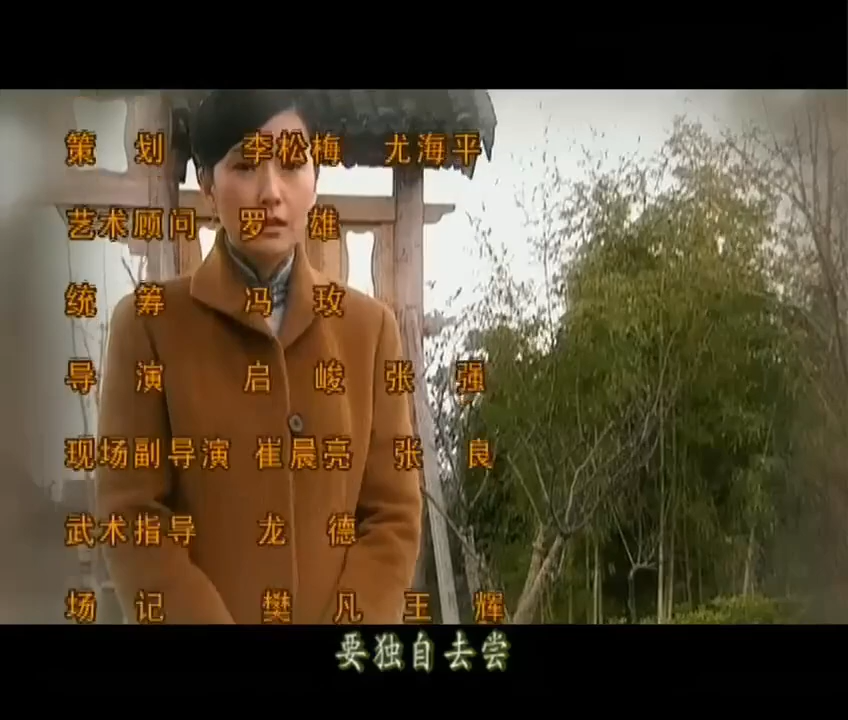 策 划 李松梅 尤海平
艺术顾问 罗 雄
统 筹 冯 玫
导 演 启 峻 张 强
现场副导演 崔晨亮 张 良
武术指导 龙 德
场 记 樊 凡 王 辉
要独自去尝